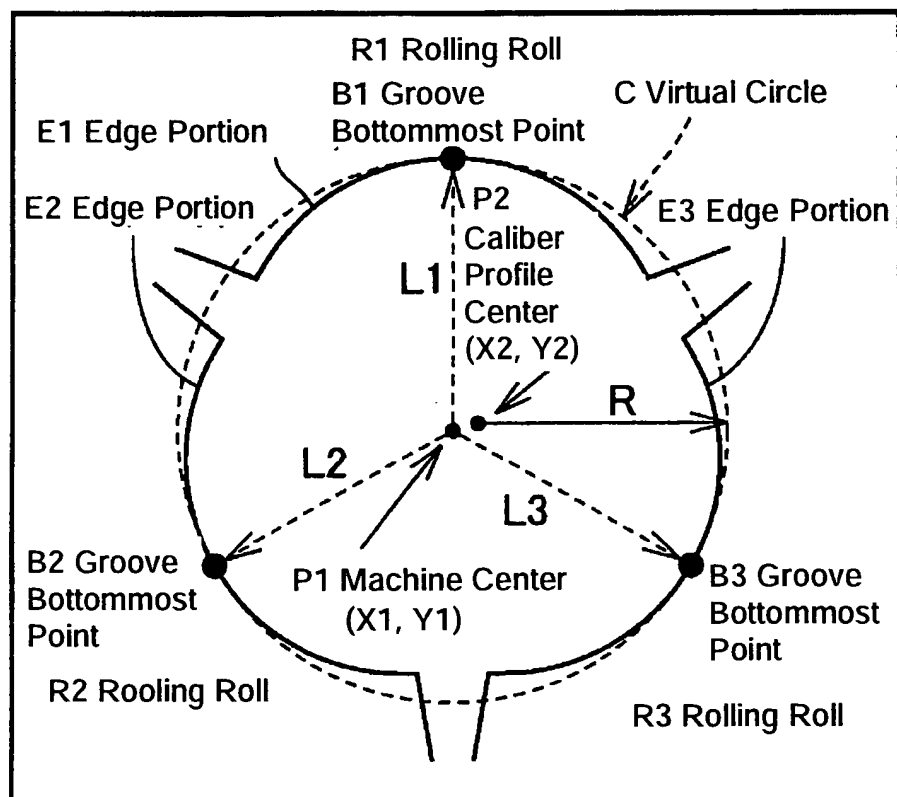 R1 Rolling Roll
B1 Groove
Bottommost Point
C Virtual Circle
E1 Edge Portion
E2 Edge Portion
E3 Edge Portion
P2
Caliber
Profile
Center
(X2, Y2)
L1
R
L2
L3
B2 Groove
Bottommost
Point
P1 Machine Center
(X1, Y1)
B3 Groove
Bottommost
Point
R2 Rooling Roll
R3 Rolling Roll